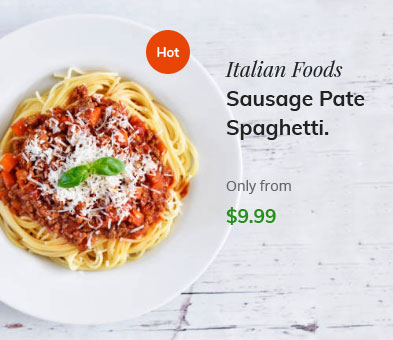 Hot
Italian Foods
Sausage Pate
Spaghetti.
Only from
$9.99